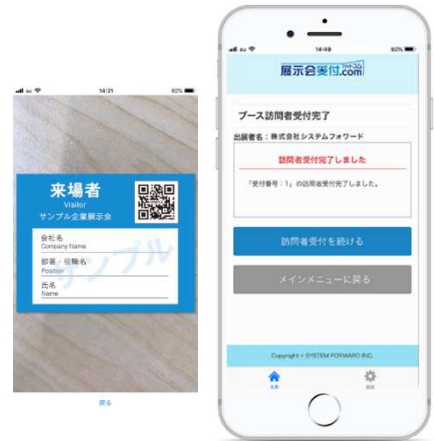 au 14:21 92%
来場者
Visitor
サンプル企業展示会
会社名
Company Name
部署・役職名
Position
氏名
Name
サンプル
戻る
au 14:49 80%
展示会受付.com
ブース訪問者受付完了
出展者名：株式会社システムフォワード
訪問者受付完了しました
「受付番号：1」の訪問者受付完了しました。
訪問者受付を続ける
メインメニューに戻る
Copyright © SYSTEM FORWARD INC.